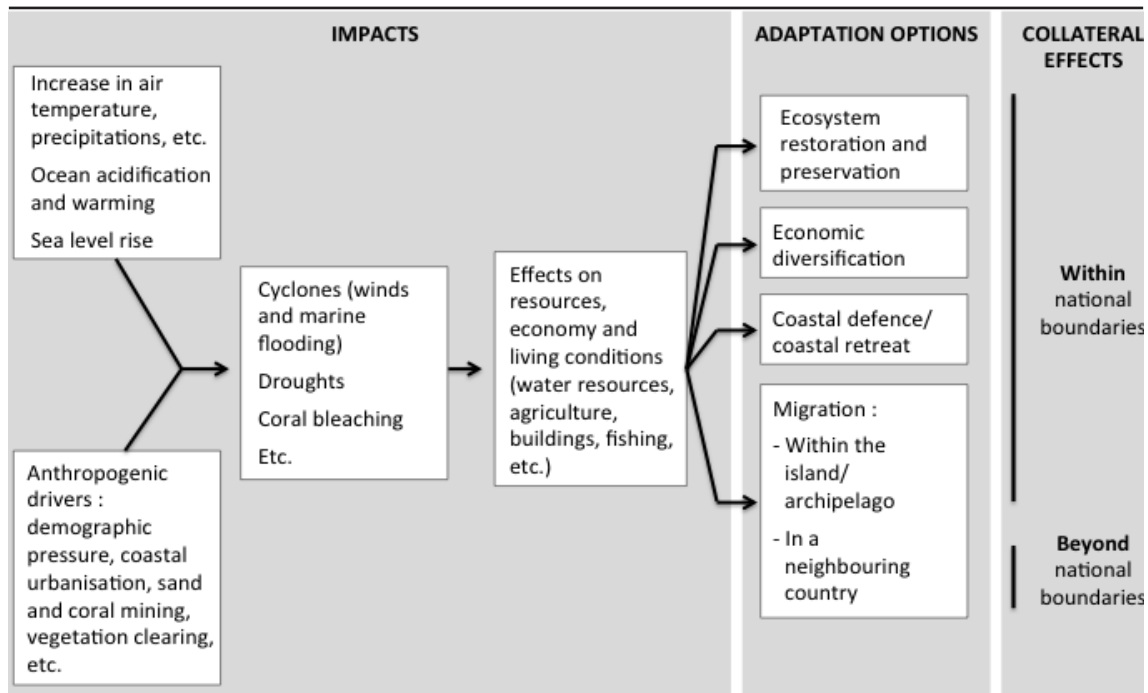 IMPACTS
ADAPTATION OPTIONS
COLLATERAL
EFFECTS
Increase in air
temperature,
precipitations, etc.
Ocean acidification
and warming
Sea level rise
Anthropogenic
drivers :
demographic
pressure, coastal
urbanisation, sand
and coral mining,
vegetation clearing,
etc.
Cyclones (winds
and marine
flooding)
Droughts
Coral bleaching
Etc.
Effects on
resources,
economy and
living conditions
(water resources,
agriculture,
buildings, fishing,
etc.)
Ecosystem
restoration and
preservation
Economic
diversification
Coastal defence/
coastal retreat
Migration :
- Within the
island/
archipelago
- In a
neighbouring
country
Within
national
boundaries
Beyond
national
boundaries